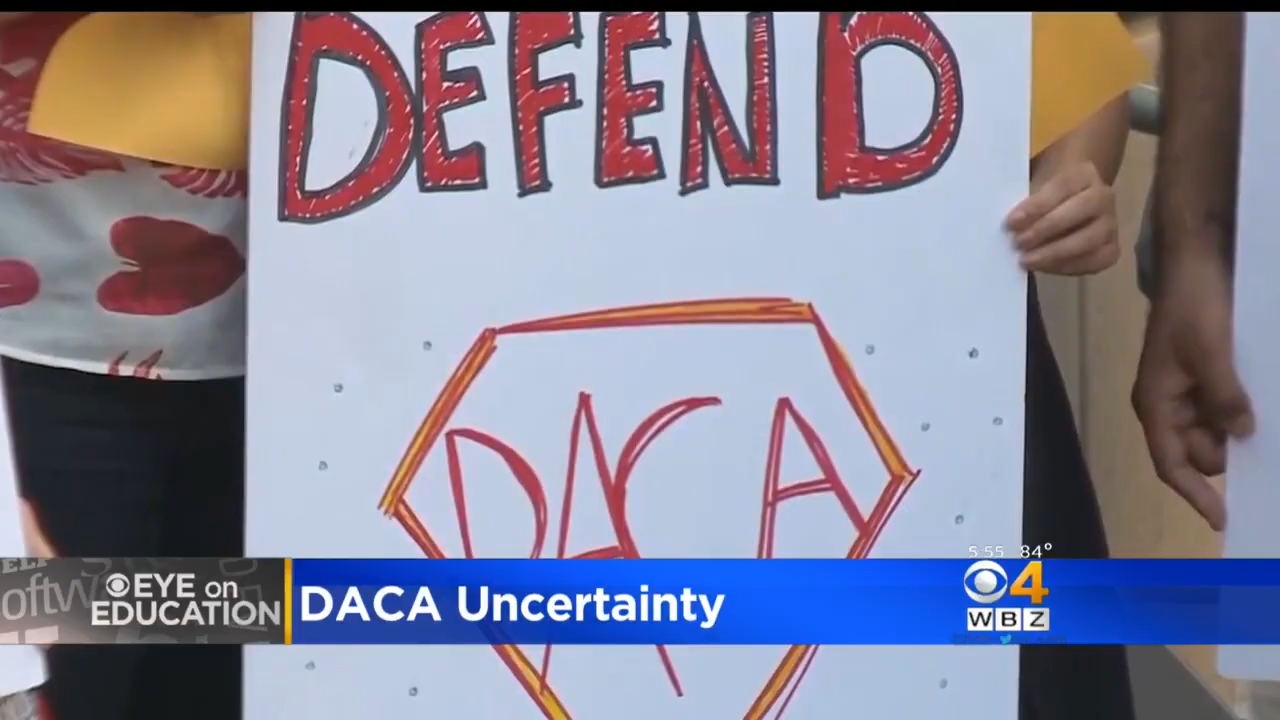 DEFEND
DACA
5:55 84°
EYE on
EDUCATION
DACA Uncertainty
4
WBZ